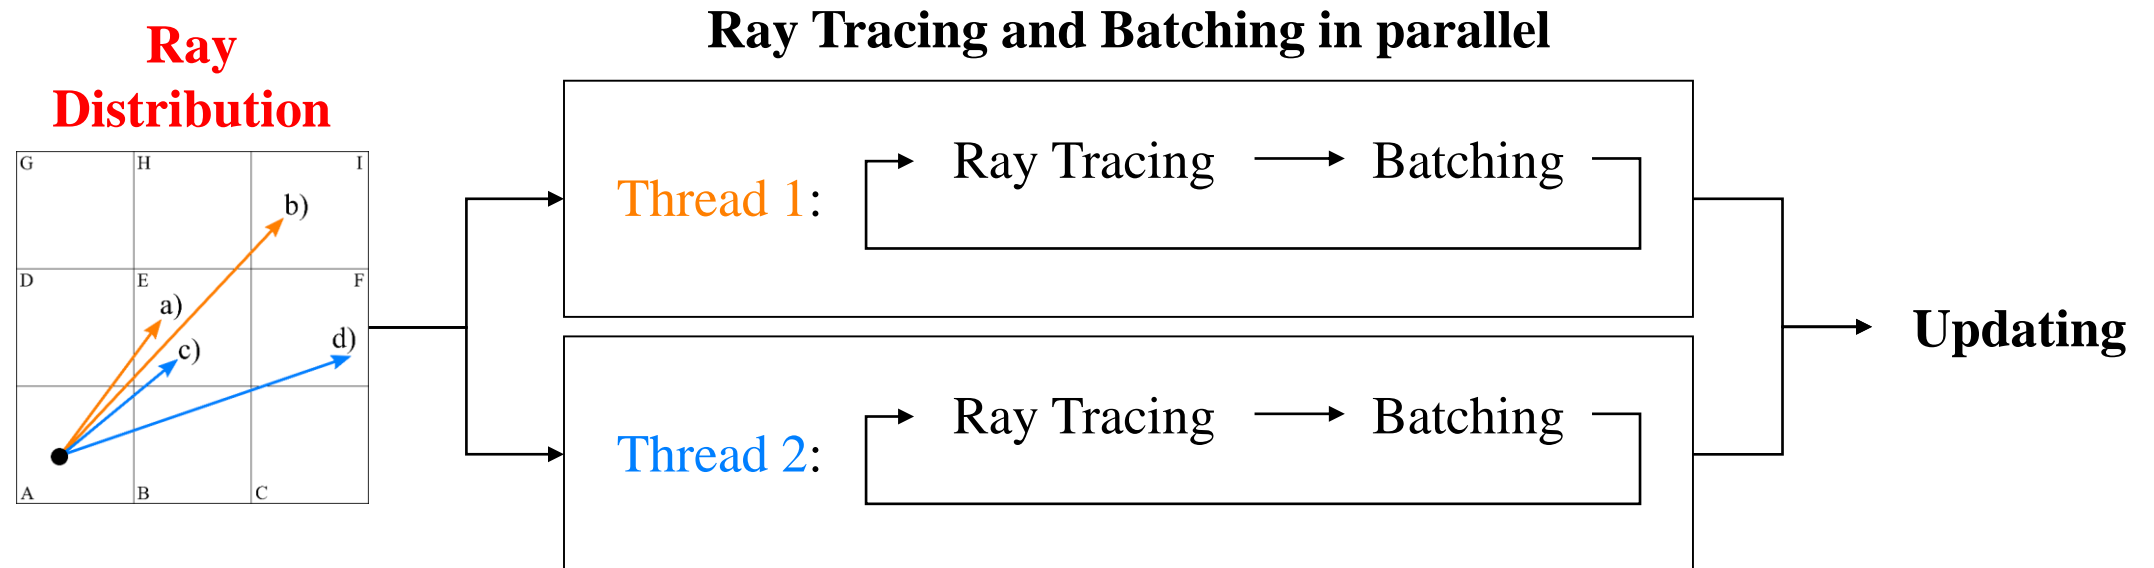 Ray Tracing and Batching in parallel
Ray
Distribution
G H I
b)
D E F
a)
c)
d)
A B C
Thread 1: Ray Tracing Batching
Thread 2: Ray Tracing Batching
Updating